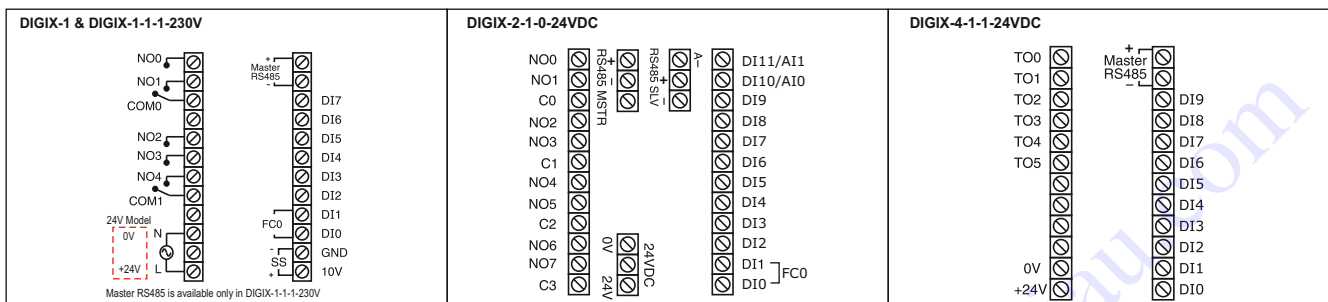 DIGIX-1 & DIGIX-1-1-1-230V
NO0
NO1
COM0
NO2
NO3
NO4
COM1
24V Model
0V
+24V
N
L
+
Master
RS485
-
DI7
DI6
DI5
DI4
DI3
DI2
DI1
DI0
FC0
GND
10V
-
SS
+
Master RS485 is available only in DIGIX-1-1-1-230V
DIGIX-2-1-0-24VDC
NO0
NO1
C0
NO2
NO3
C1
NO4
NO5
C2
NO6
NO7
C3
RS485 MSTR
+
–
RS485 SLV
A–
+
–
0V
24V
24VDC
DI11/AI1
DI10/AI0
DI9
DI8
DI7
DI6
DI5
DI4
DI3
DI2
DI1
DI0
FC0
DIGIX-4-1-1-24VDC
TO0
TO1
TO2
TO3
TO4
TO5
0V
+24V
+
Master
RS485
–
DI9
DI8
DI7
DI6
DI5
DI4
DI3
DI2
DI1
DI0